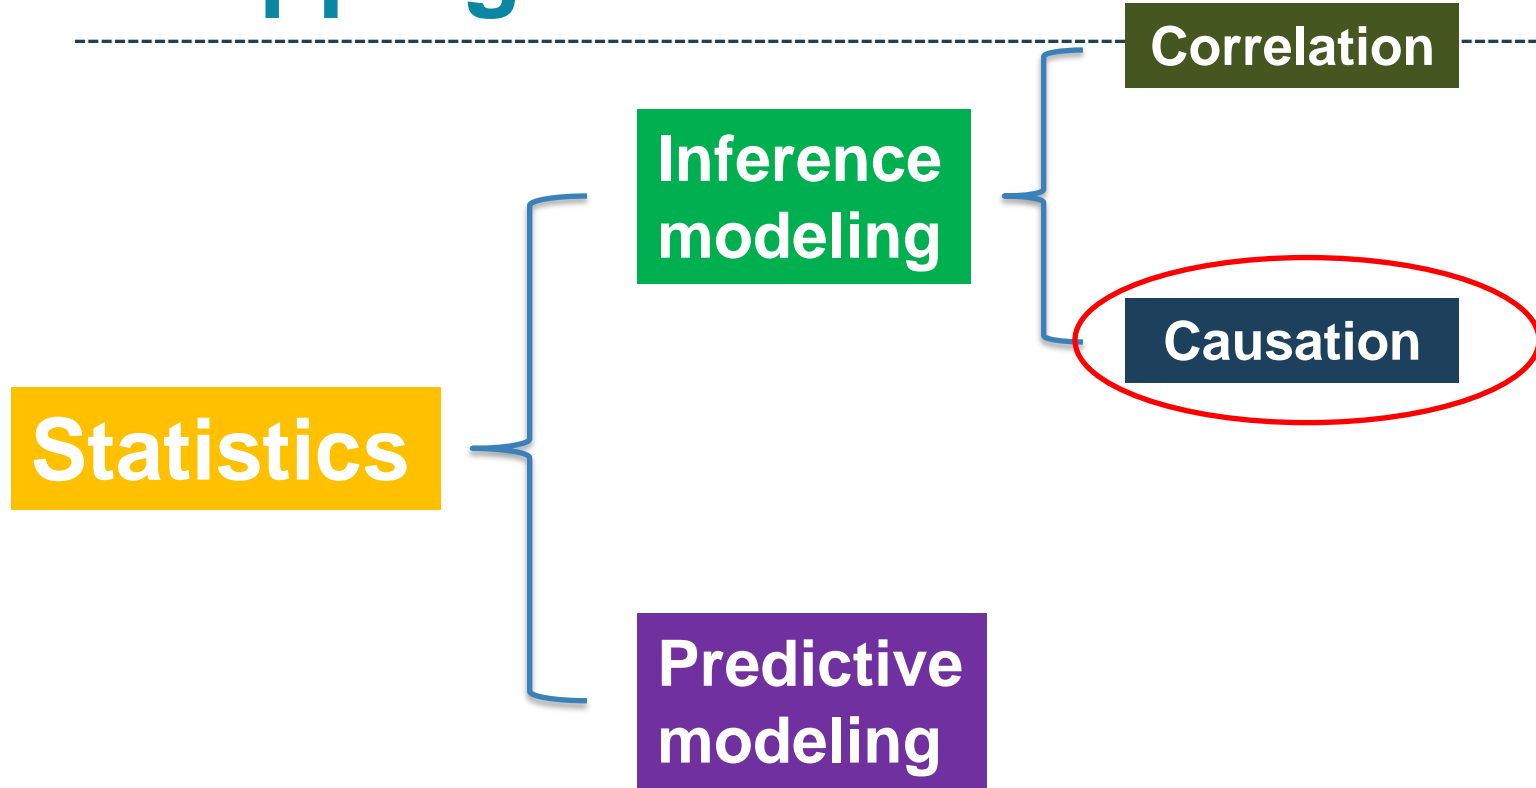 Correlation
Inference
modeling
Causation
Statistics
Predictive
modeling